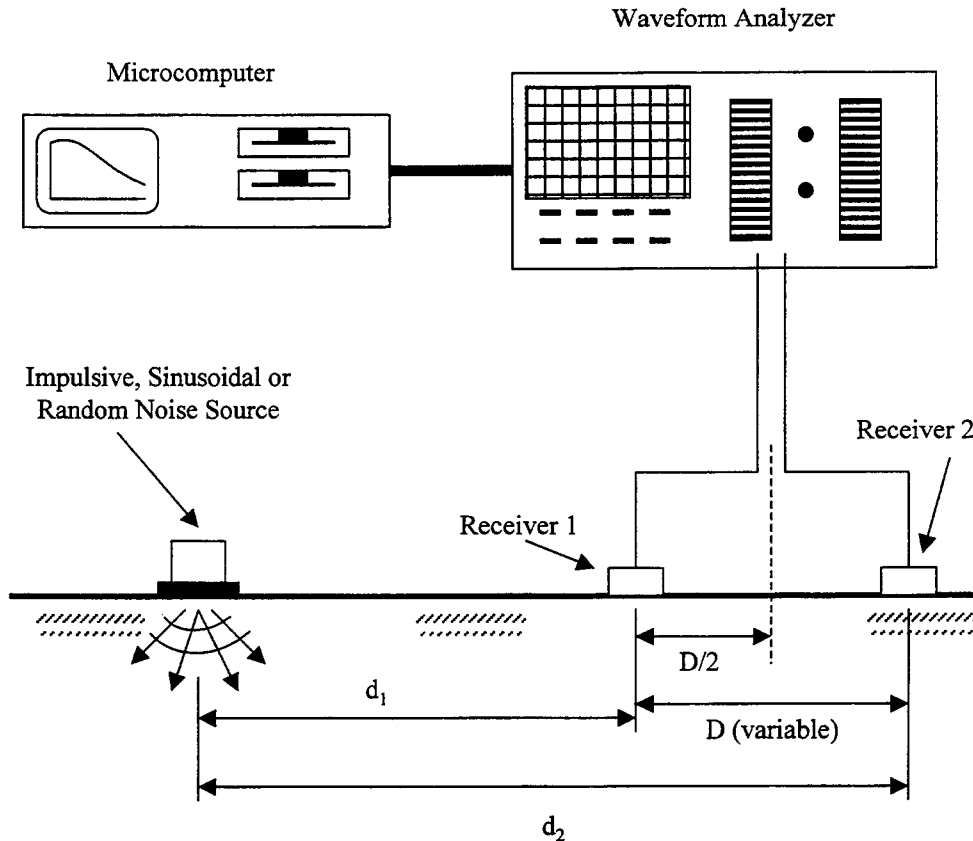 Waveform Analyzer
Microcomputer
Impulsive, Sinusoidal or
Random Noise Source
Receiver 2
Receiver 1
D/2
d₁
D (variable)
d₂